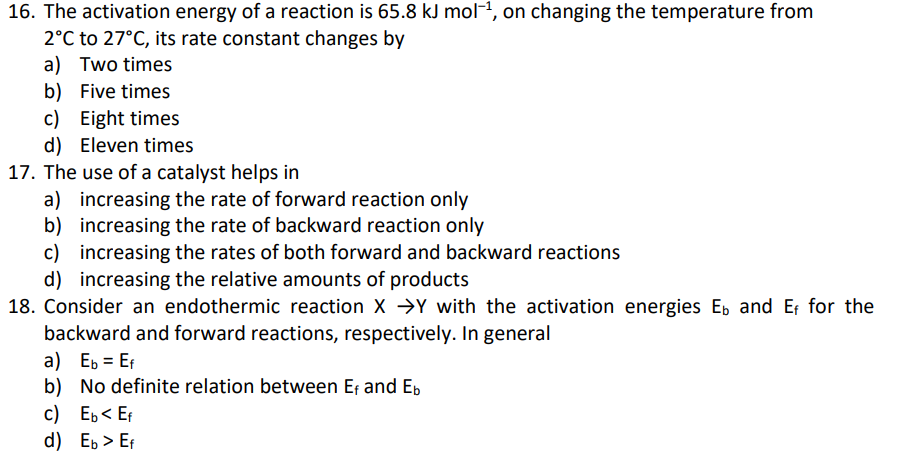 16. The activation energy of a reaction is 65.8 kJ mol⁻¹, on changing the temperature from
2°C to 27°C, its rate constant changes by
a) Two times
b) Five times
c) Eight times
d) Eleven times
17. The use of a catalyst helps in
a) increasing the rate of forward reaction only
b) increasing the rate of backward reaction only
c) increasing the rates of both forward and backward reactions
d) increasing the relative amounts of products
18. Consider an endothermic reaction X →Y with the activation energies E_b and E_f for the
backward and forward reactions, respectively. In general
a) E_b = E_f
b) No definite relation between E_f and E_b
c) E_b < E_f
d) E_b > E_f